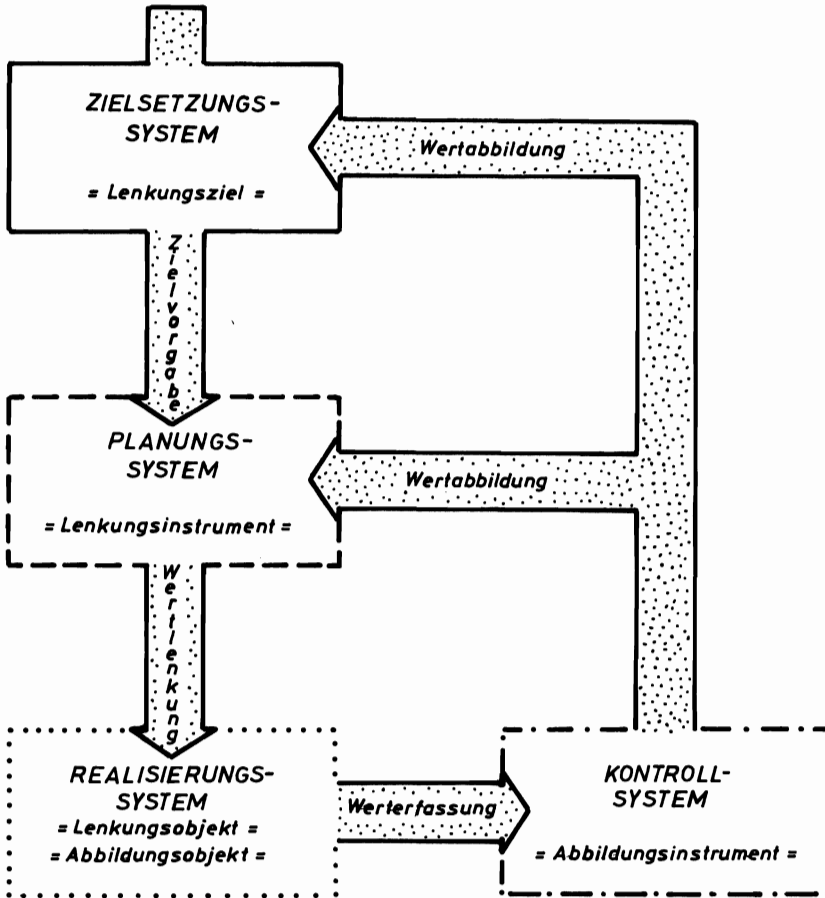 ZIELSETZUNGS-
SYSTEM
= Lenkungsziel =
Wertabbildung
Zielvorgabe
PLANUNGS-
SYSTEM
= Lenkungsinstrument =
Wertabbildung
Wertlenkung
REALISIERUNGS-
SYSTEM
= Lenkungsobjekt =
= Abbildungsobjekt =
Werterfassung
KONTROLL-
SYSTEM
= Abbildungsinstrument =